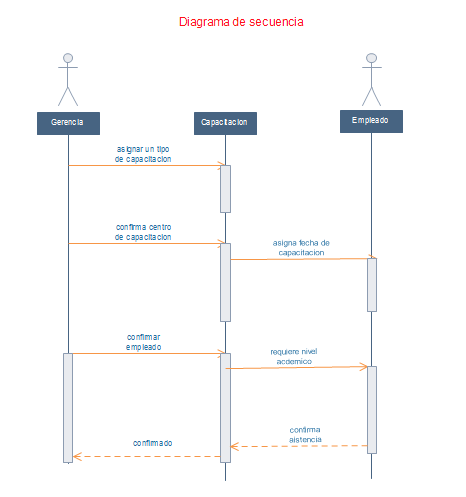 Diagrama de secuencia
Gerencia
Capacitacion
Empleado
asignar un tipo
de capacitacion
confirma centro
de capacitacion
asigna fecha de
capacitacion
confirmar
empleado
requiere nivel
acdemico
confirma
aistencia
confirmado